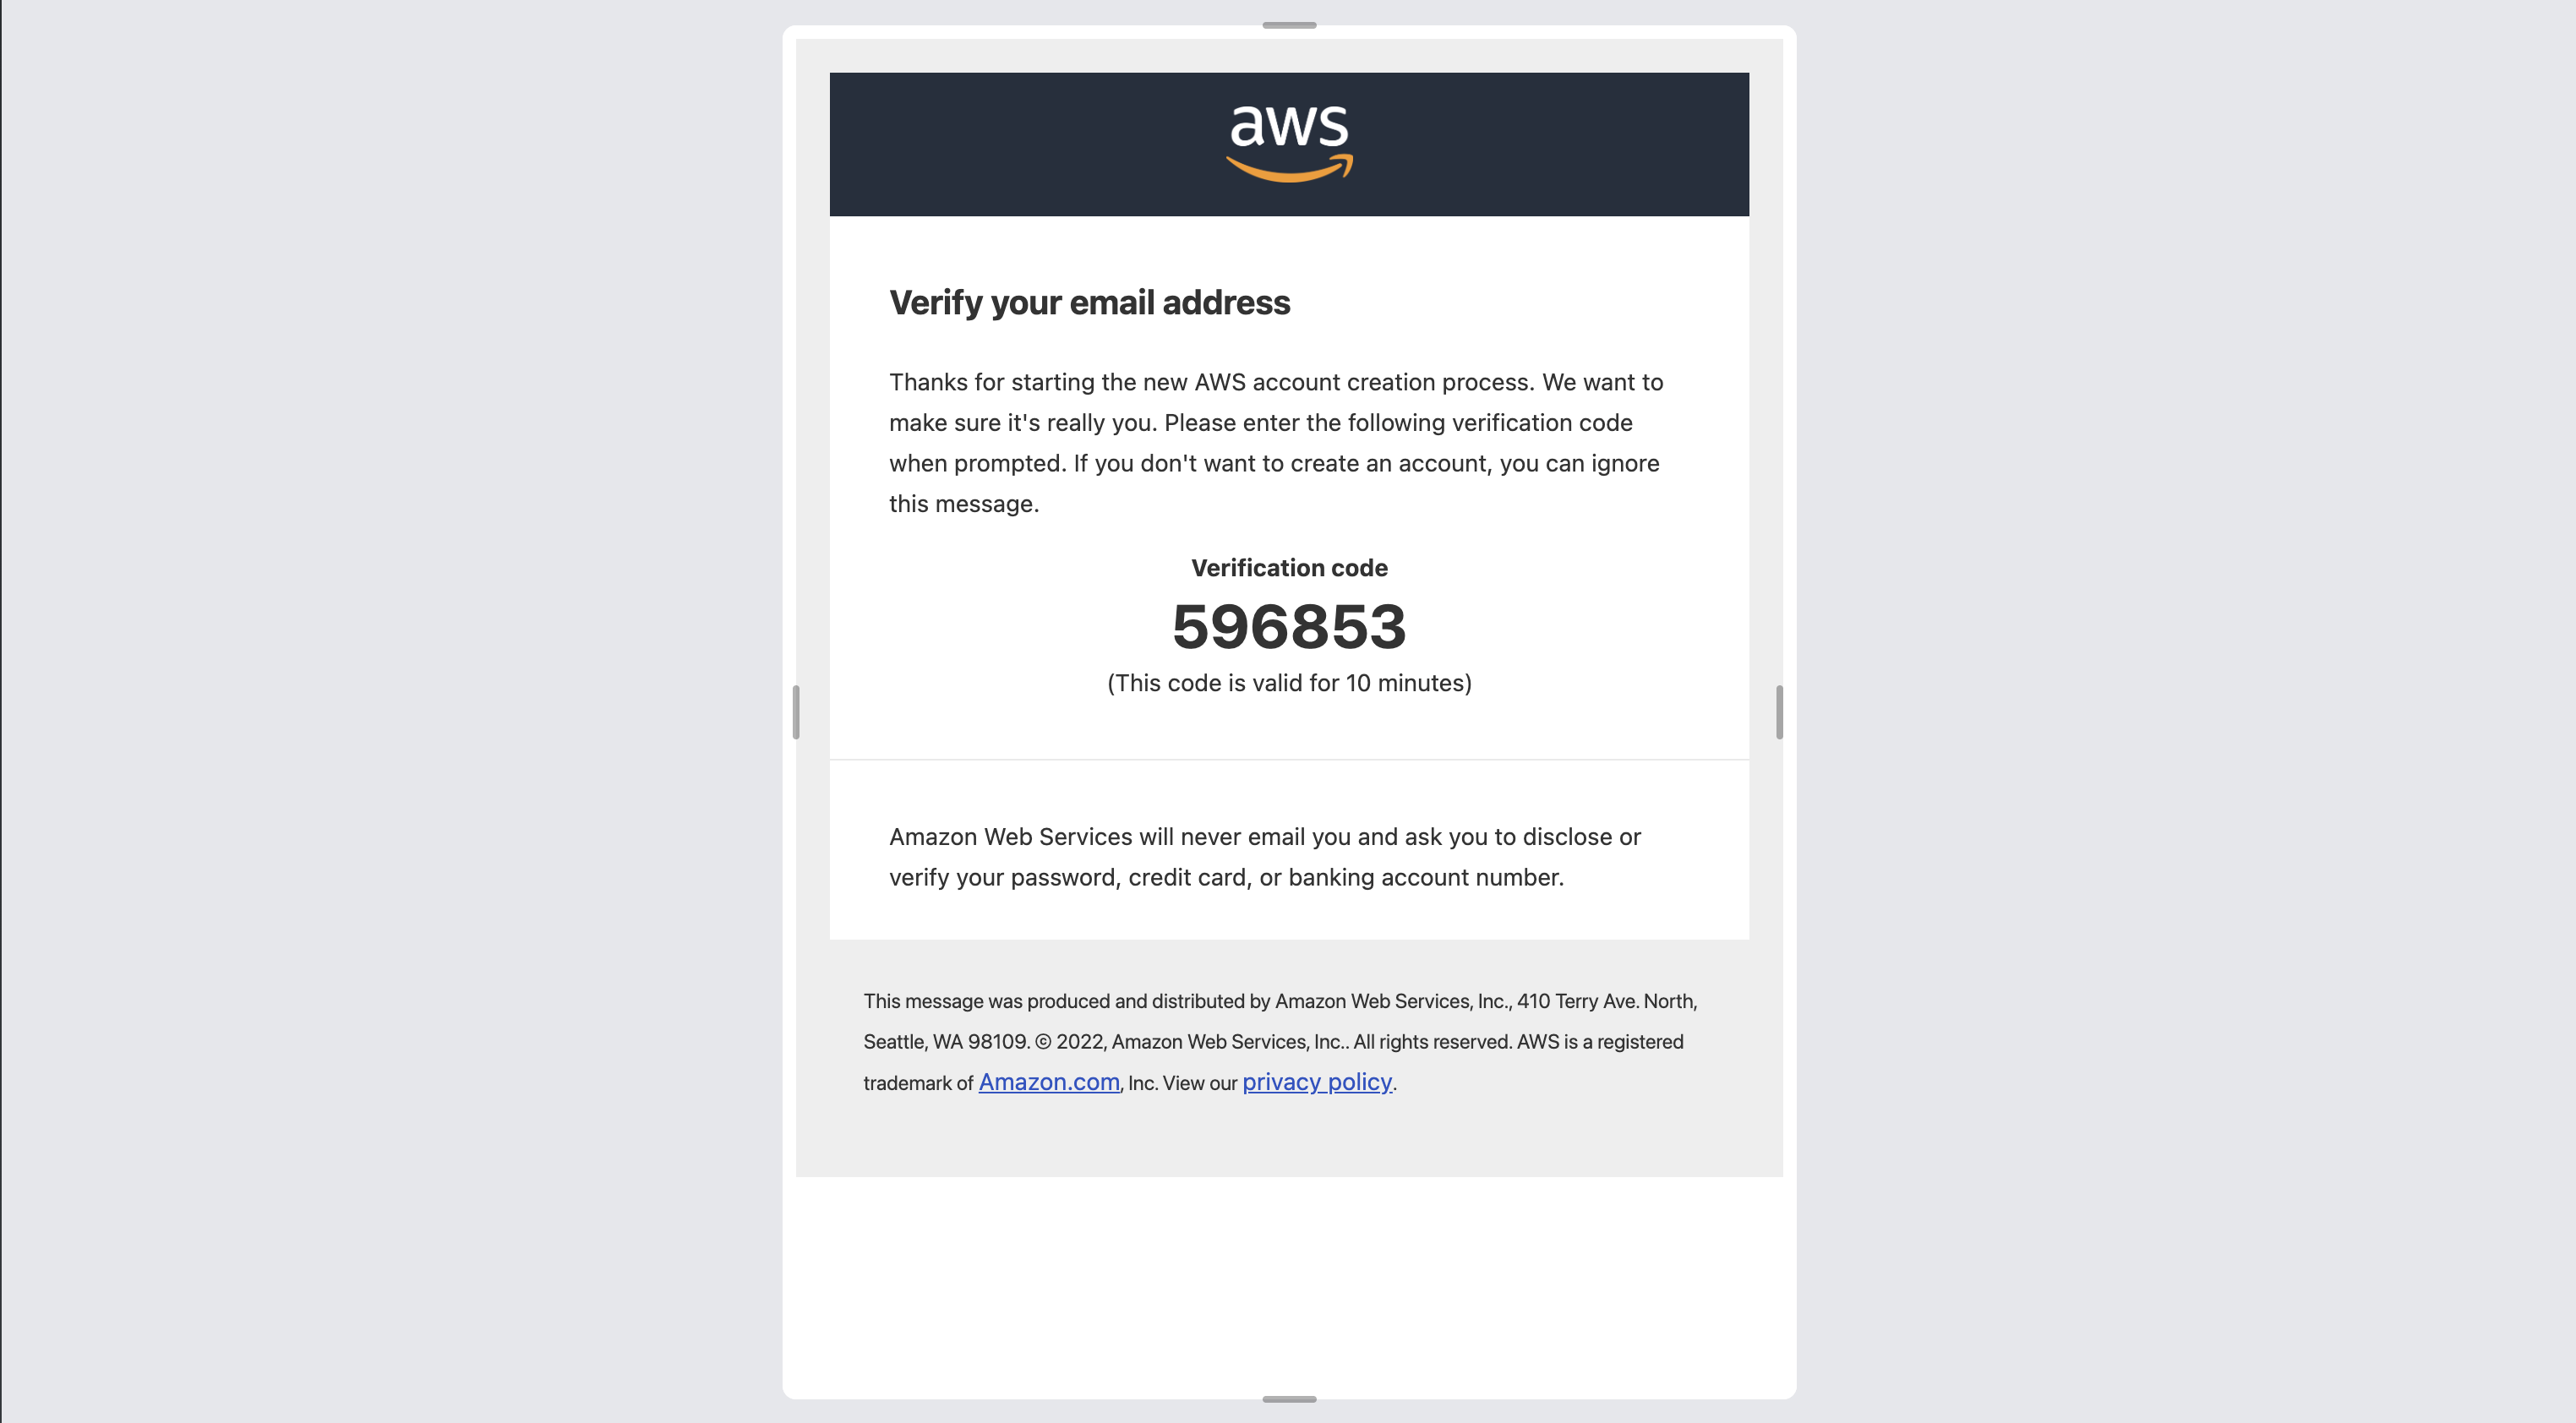 aws
Verify your email address
Thanks for starting the new AWS account creation process. We want to
make sure it's really you. Please enter the following verification code
when prompted. If you don't want to create an account, you can ignore
this message.
Verification code
596853
(This code is valid for 10 minutes)
Amazon Web Services will never email you and ask you to disclose or
verify your password, credit card, or banking account number.
This message was produced and distributed by Amazon Web Services, Inc., 410 Terry Ave. North,
Seattle, WA 98109. © 2022, Amazon Web Services, Inc.. All rights reserved. AWS is a registered
trademark of Amazon.com, Inc. View our privacy policy.